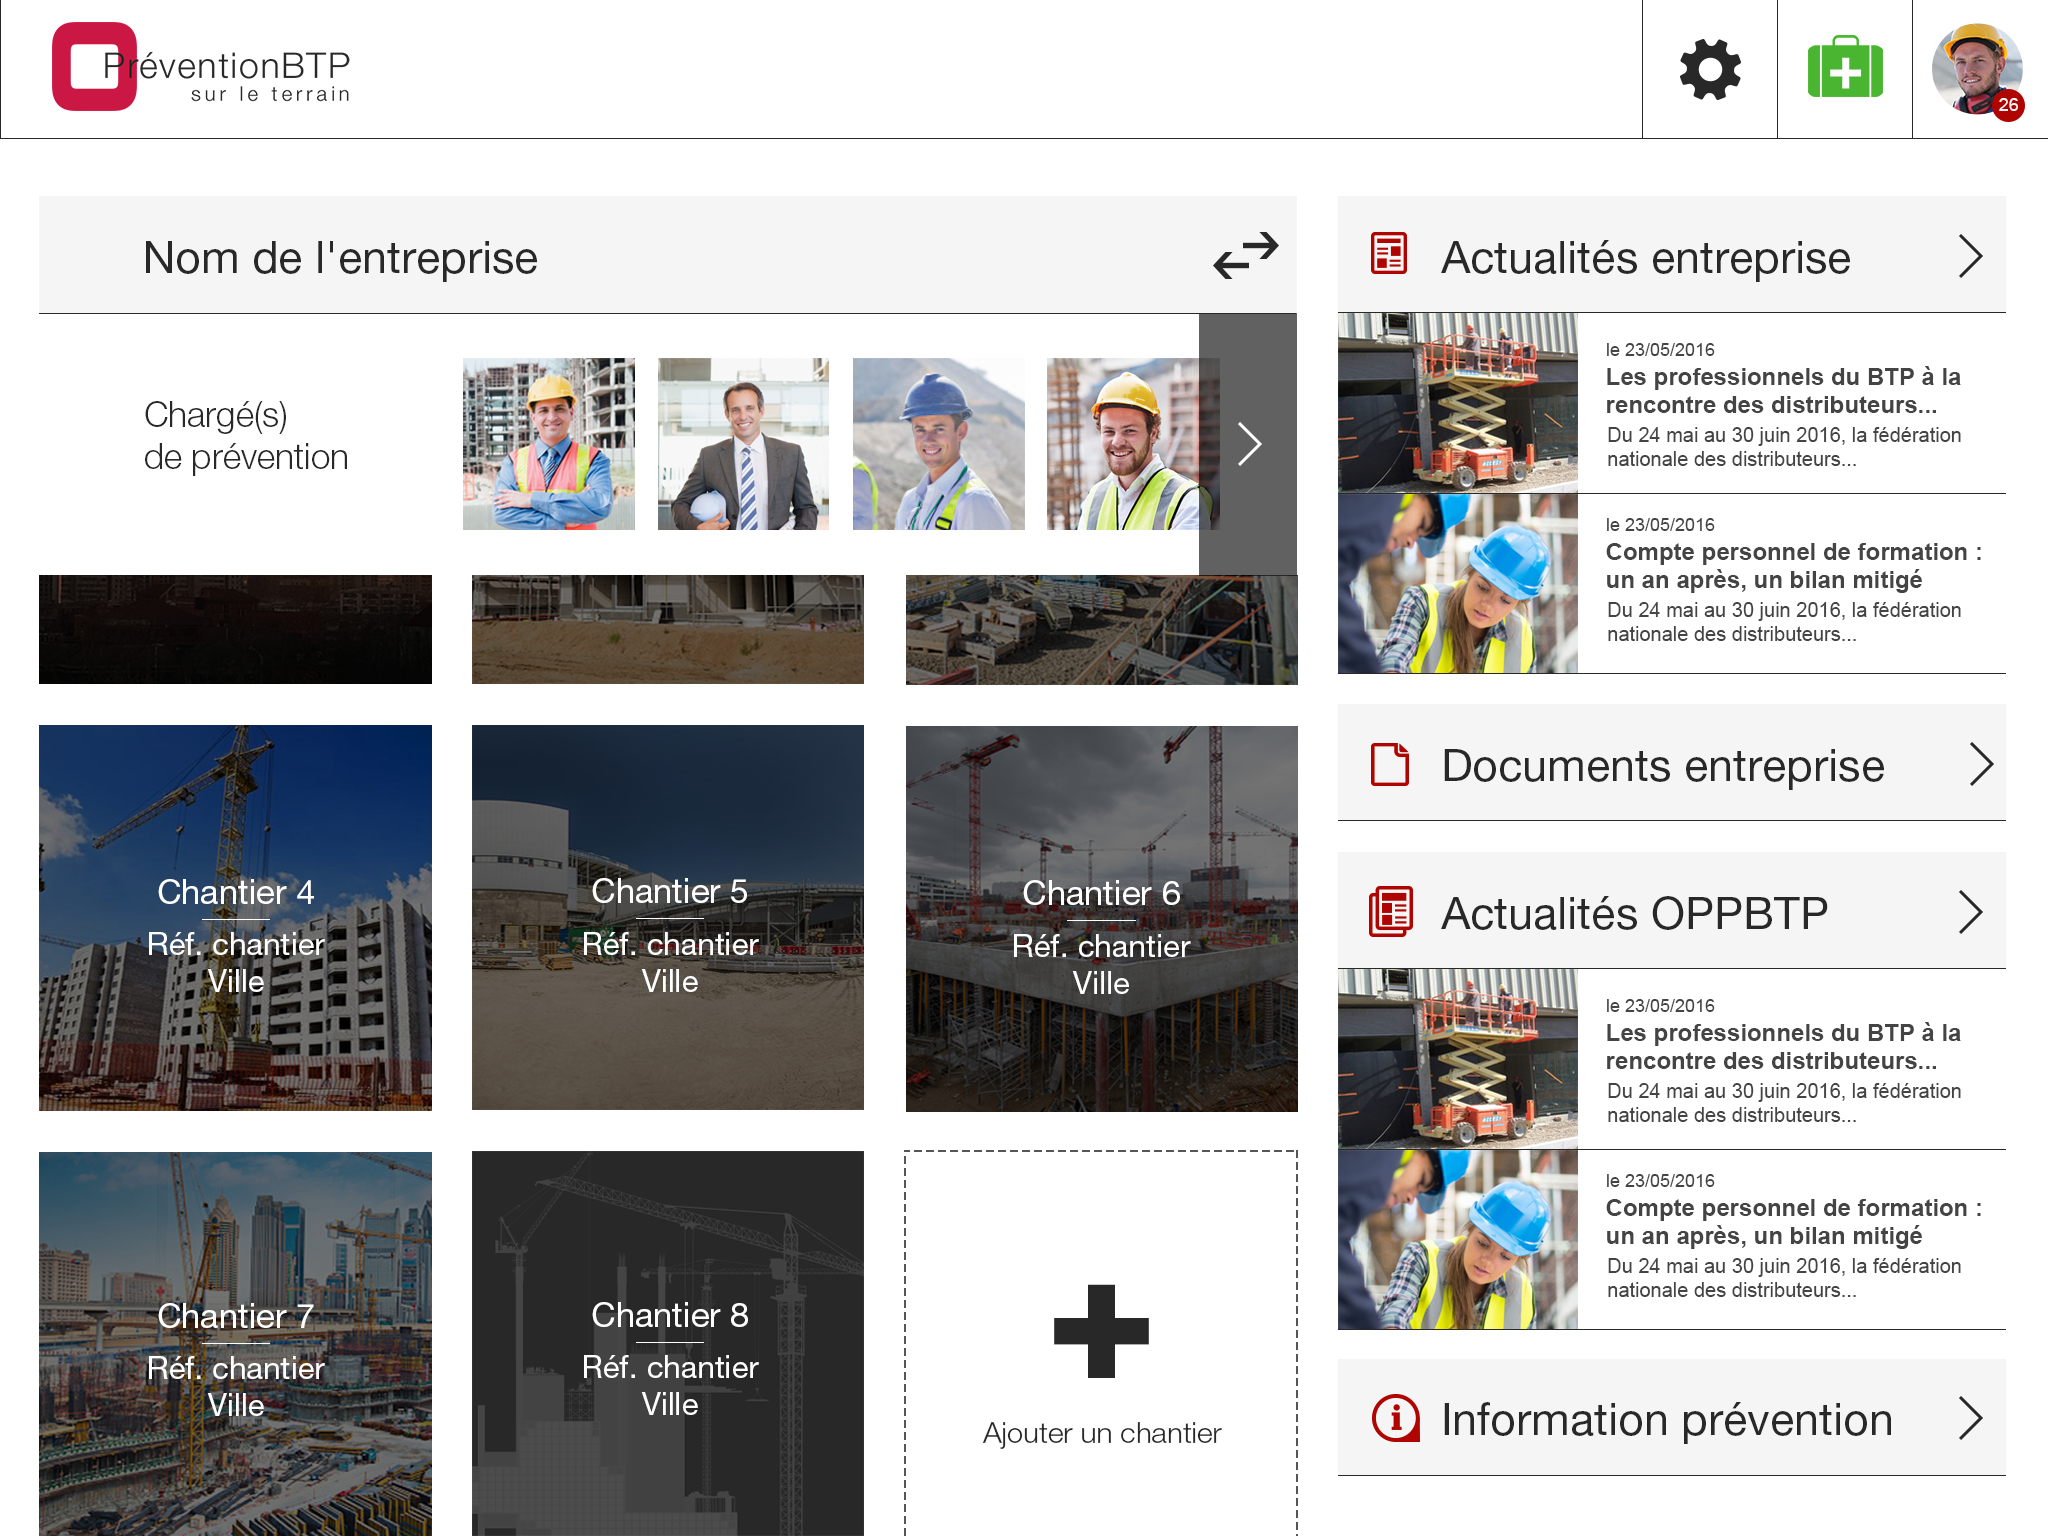 PréventionBTP
sur le terrain
26
Nom de l'entreprise
Chargé(s)
de prévention
Chantier 4
Réf. chantier
Ville
Chantier 5
Réf. chantier
Ville
Chantier 6
Réf. chantier
Ville
Chantier 7
Réf. chantier
Ville
Chantier 8
Réf. chantier
Ville
Ajouter un chantier
Actualités entreprise
le 23/05/2016
Les professionnels du BTP à la
rencontre des distributeurs...
Du 24 mai au 30 juin 2016, la fédération
nationale des distributeurs...
le 23/05/2016
Compte personnel de formation :
un an après, un bilan mitigé
Du 24 mai au 30 juin 2016, la fédération
nationale des distributeurs...
Documents entreprise
Actualités OPPBTP
le 23/05/2016
Les professionnels du BTP à la
rencontre des distributeurs...
Du 24 mai au 30 juin 2016, la fédération
nationale des distributeurs...
le 23/05/2016
Compte personnel de formation :
un an après, un bilan mitigé
Du 24 mai au 30 juin 2016, la fédération
nationale des distributeurs...
Information prévention